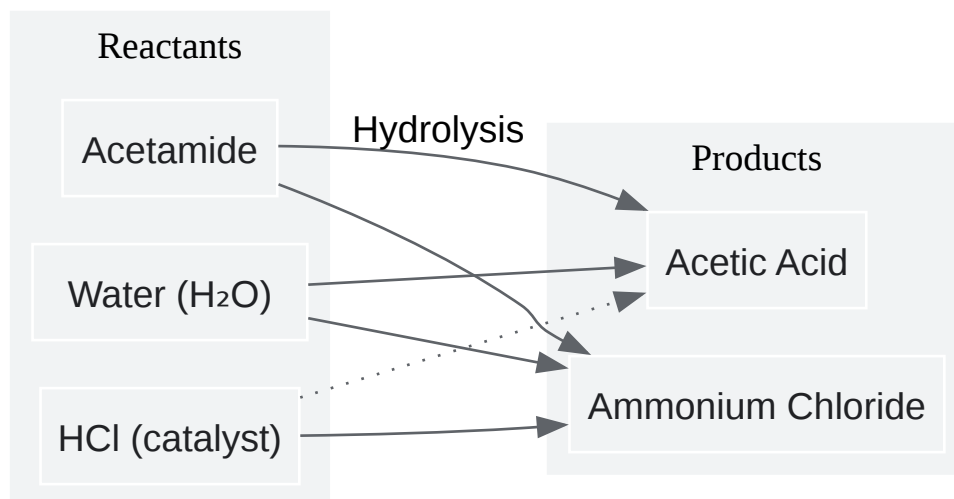 Reactants
Acetamide
Water (H₂O)
HCl (catalyst)
Hydrolysis
Products
Acetic Acid
Ammonium Chloride